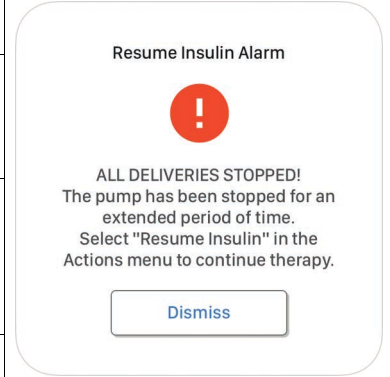 Resume Insulin Alarm
!
ALL DELIVERIES STOPPED!
The pump has been stopped for an
extended period of time.
Select "Resume Insulin" in the
Actions menu to continue therapy.
Dismiss